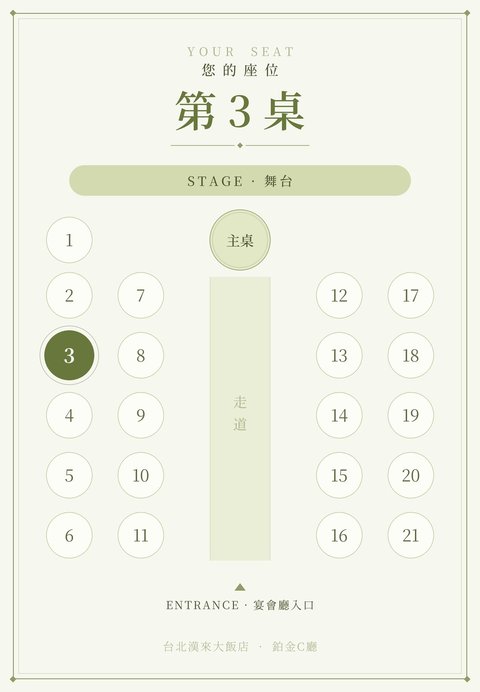 YOUR SEAT
您的座位
第3桌
STAGE · 舞台
1
主桌
2 7 12 17
3 8 13 18
4 9 14 19
走道
5 10 15 20
6 11 16 21
ENTRANCE · 宴會廳入口
台北漢來大飯店 · 鉑金C廳